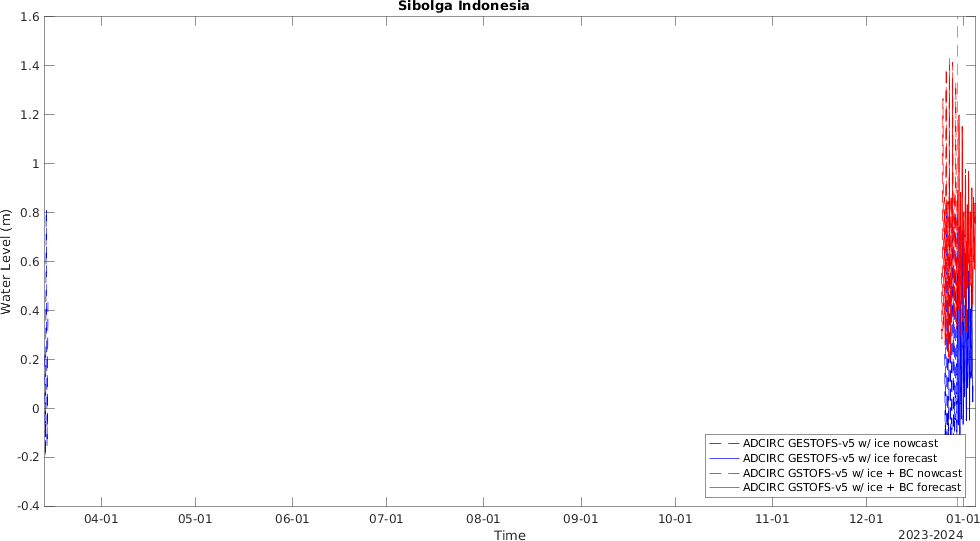 Sibolga Indonesia
1.6
1.4
1.2
1
0.8
0.6
0.4
0.2
0
-0.2
-0.4
Water Level (m)
ADCIRC GESTOFS-v5 w/ ice nowcast
ADCIRC GESTOFS-v5 w/ ice forecast
ADCIRC GSTOFS-v5 w/ ice + BC nowcast
ADCIRC GSTOFS-v5 w/ ice + BC forecast
04-01 05-01 06-01 07-01 08-01 09-01 10-01 11-01 12-01 01-01
Time
2023-2024